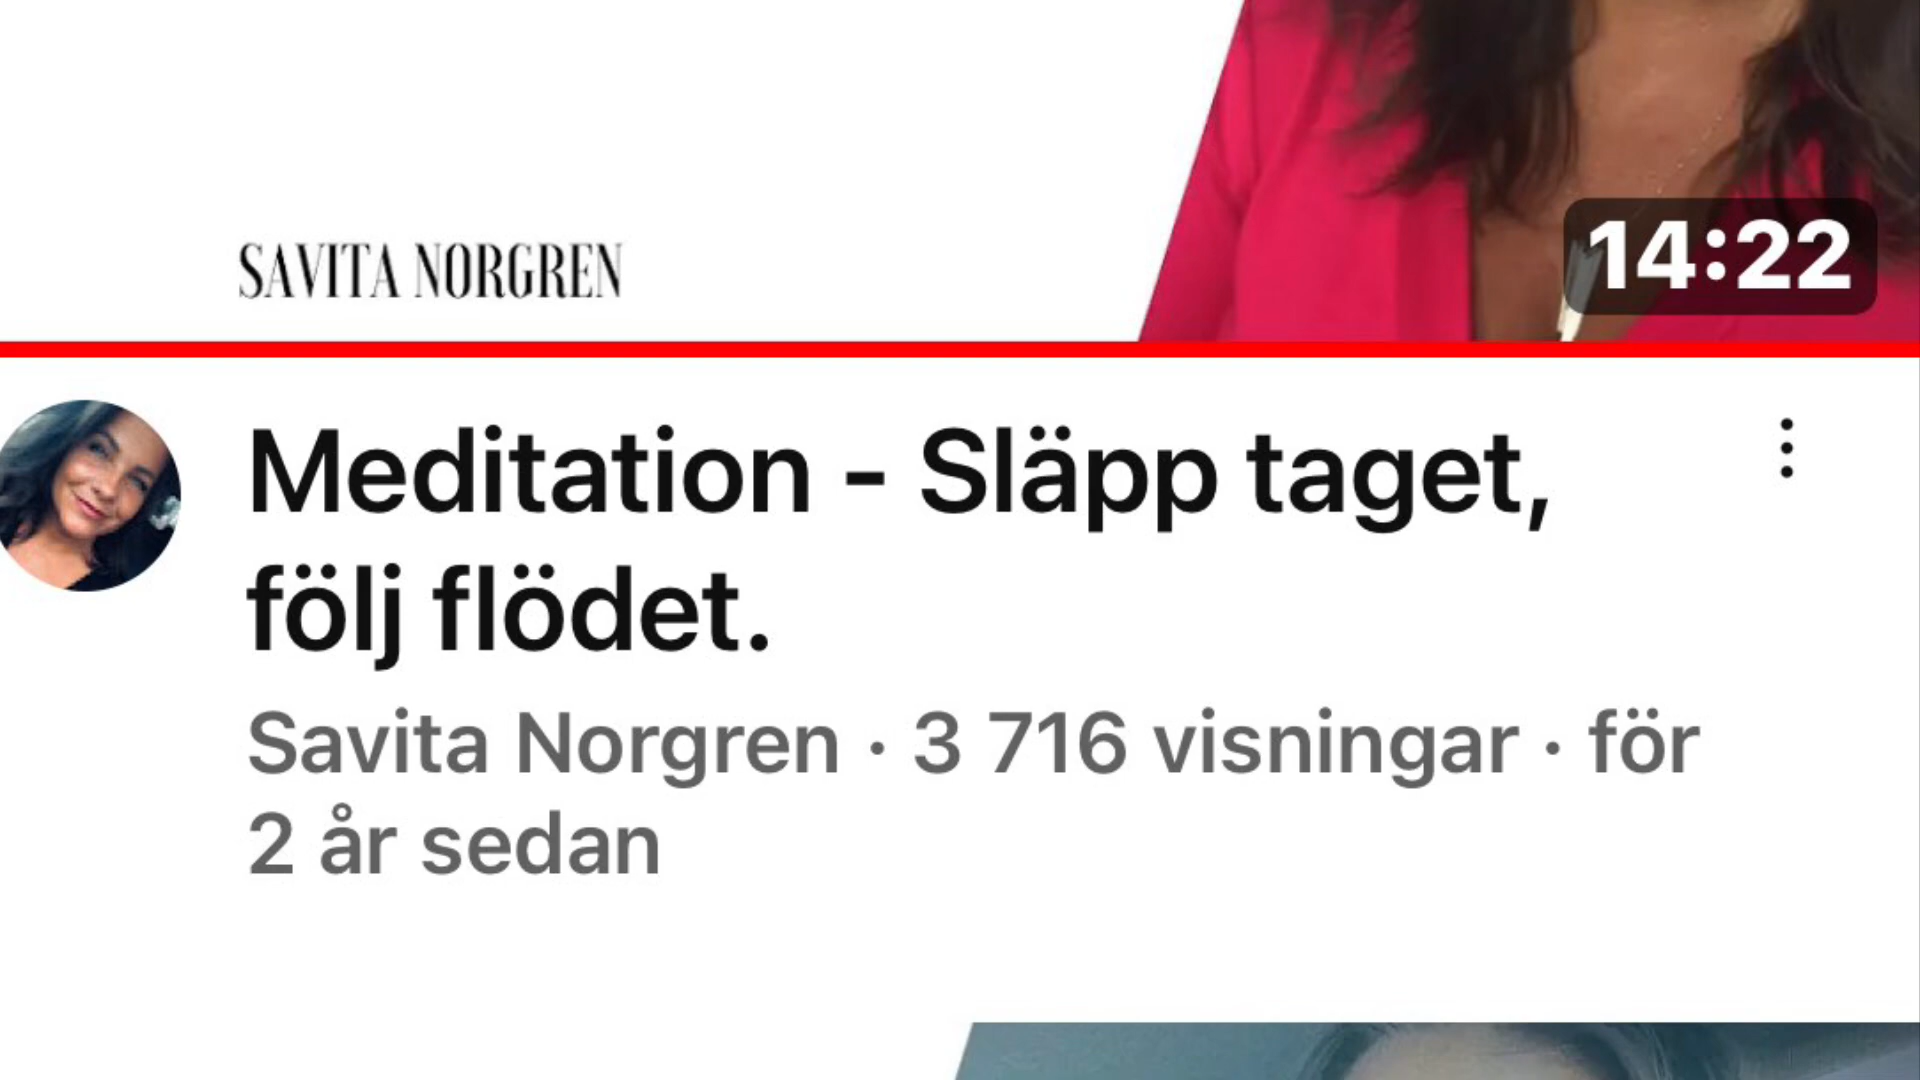 SAVITA NORGREN
14:22
Meditation - Släpp taget,
följ flödet.
Savita Norgren · 3 716 visningar · för
2 år sedan